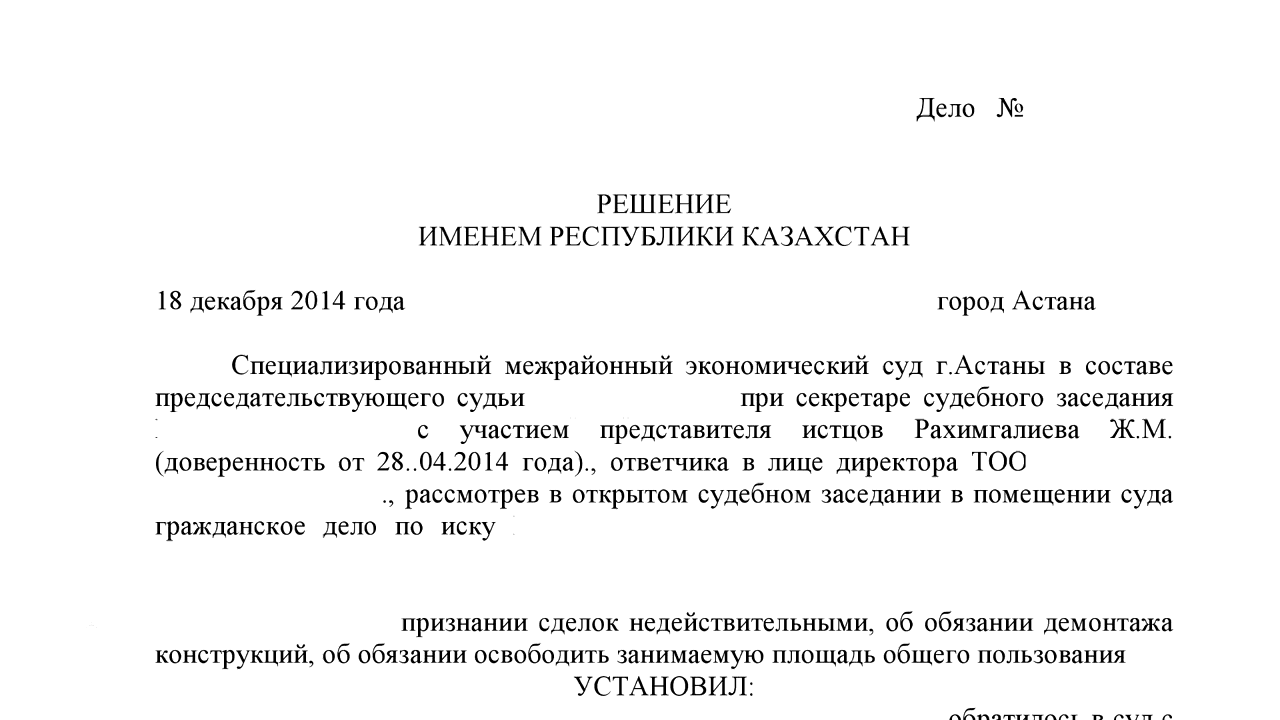 Дело №
РЕШЕНИЕ
ИМЕНЕМ РЕСПУБЛИКИ КАЗАХСТАН
18 декабря 2014 года город Астана
Специализированный межрайонный экономический суд г.Астаны в составе
председательствующего судьи при секретаре судебного заседания
с участием представителя истцов Рахимгалиева Ж.М.
(доверенность от 28..04.2014 года)., ответчика в лице директора ТОО
., рассмотрев в открытом судебном заседании в помещении суда
гражданское дело по иску
признании сделок недействительными, об обязании демонтажа
конструкций, об обязании освободить занимаемую площадь общего пользования
УСТАНОВИЛ:
обратилось в суд с